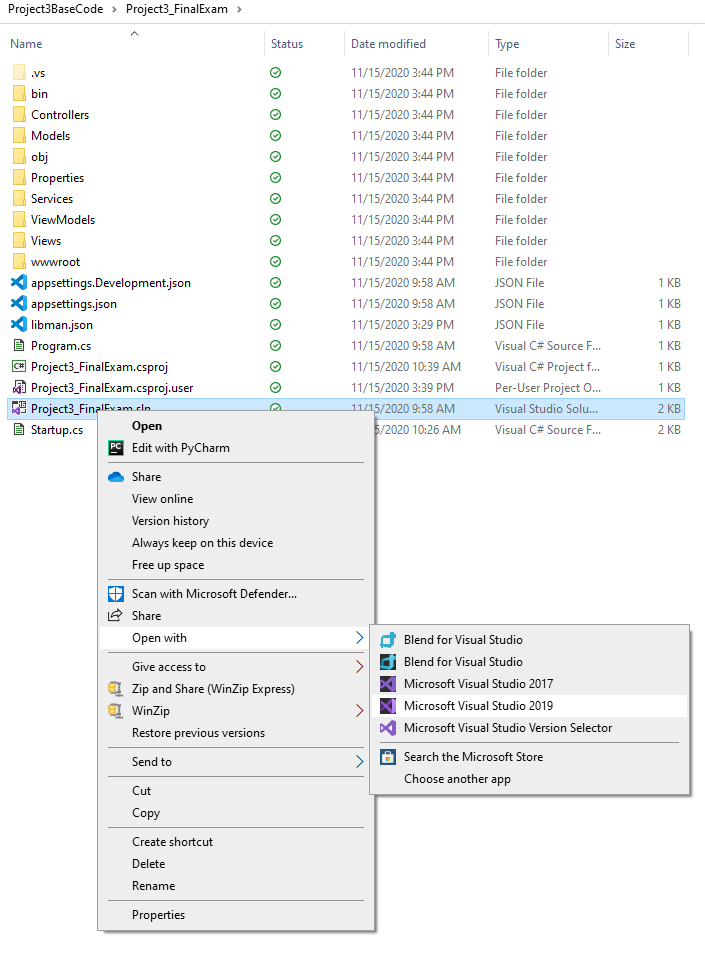 Project3BaseCode > Project3_FinalExam >
Name Status Date modified Type Size
.vs 11/15/2020 3:44 PM File folder
bin 11/15/2020 3:44 PM File folder
Controllers 11/15/2020 3:44 PM File folder
Models 11/15/2020 3:44 PM File folder
obj 11/15/2020 3:44 PM File folder
Properties 11/15/2020 3:44 PM File folder
Services 11/15/2020 3:44 PM File folder
ViewModels 11/15/2020 3:44 PM File folder
Views 11/15/2020 3:44 PM File folder
wwwroot 11/15/2020 3:44 PM File folder
appsettings.Development.json 11/15/2020 9:58 AM JSON File 1 KB
appsettings.json 11/15/2020 9:58 AM JSON File 1 KB
libman.json 11/15/2020 3:29 PM JSON File 1 KB
Program.cs 11/15/2020 9:58 AM Visual C# Source F... 1 KB
C# Project3_FinalExam.csproj 11/15/2020 10:39 AM Visual C# Project f... 1 KB
Project3_FinalExam.csproj.user 11/15/2020 3:39 PM Per-User Project O... 1 KB
Project3_FinalExam.sln 11/15/2020 9:58 AM Visual Studio Solu... 2 KB
Startup.cs /15/2020 10:26 AM Visual C# Source F... 2 KB
Open
PC Edit with PyCharm
Share
View online
Version history
Always keep on this device
Free up space
Scan with Microsoft Defender...
Share
Open with
Give access to
Zip and Share (WinZip Express)
WinZip
Restore previous versions
Send to
Cut
Copy
Create shortcut
Delete
Rename
Properties
Blend for Visual Studio
Blend for Visual Studio
Microsoft Visual Studio 2017
Microsoft Visual Studio 2019
Microsoft Visual Studio Version Selector
Search the Microsoft Store
Choose another app